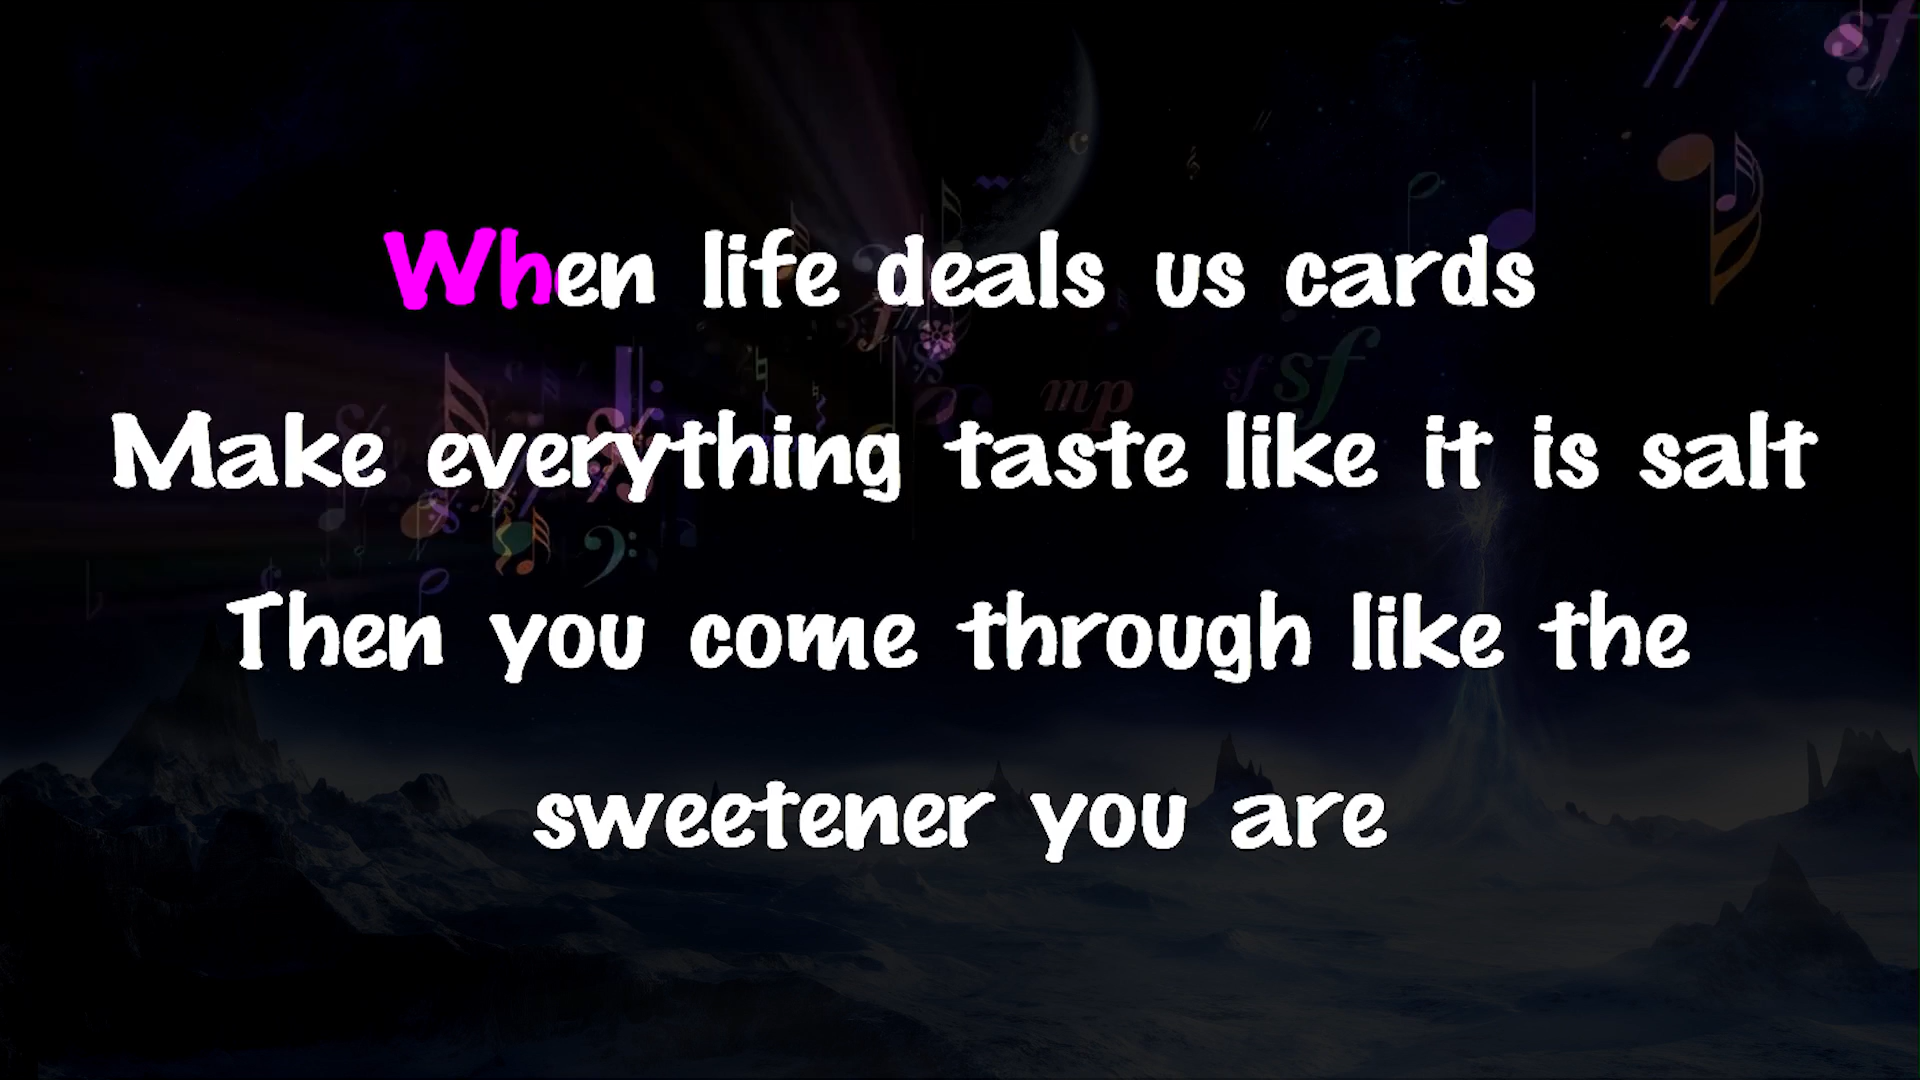 When life deals us cards
Make everything taste like it is salt
Then you come through like the
sweetener you are